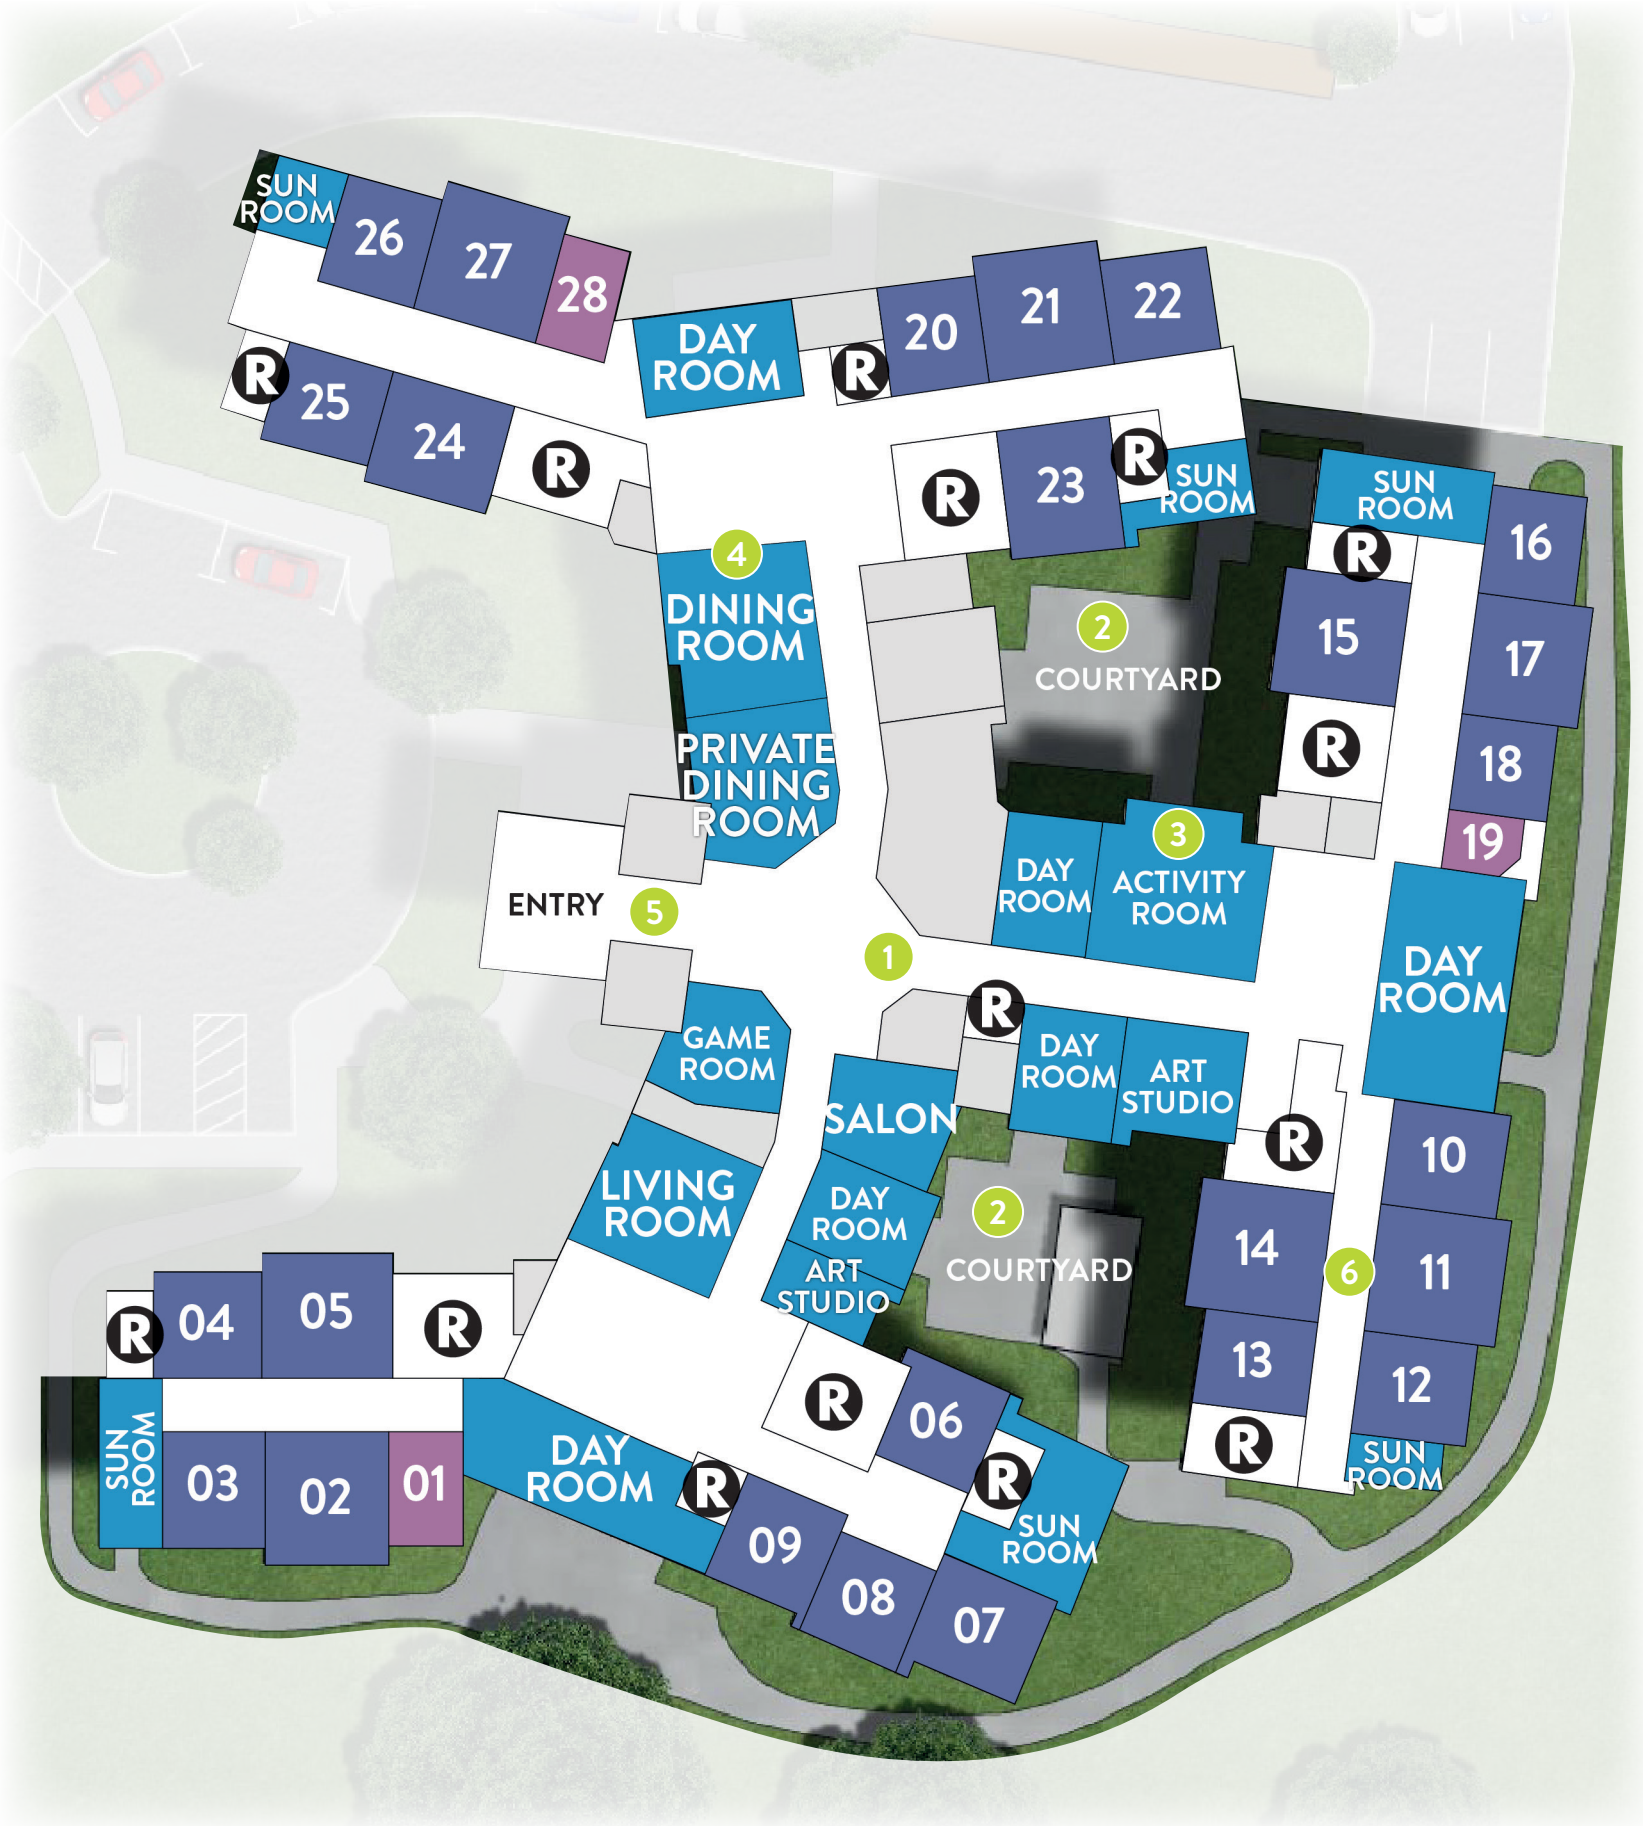 SUN
ROOM
26
27
28
R
25
24
R
DAY
ROOM
R
20
21
22
R
23
R
SUN
ROOM
SUN
ROOM
R
16
15
17
R
18
19
4
DINING
ROOM
PRIVATE
DINING
ROOM
2
COURTYARD
3
DAY
ROOM
ACTIVITY
ROOM
ENTRY
5
1
DAY
ROOM
R
GAME
ROOM
DAY
ROOM
ART
STUDIO
SALON
R
10
LIVING
ROOM
DAY
ROOM
2
COURTYARD
14
6
11
ART
STUDIO
R
04
05
R
13
12
R
06
SUN
ROOM
R
SUN
ROOM
03
02
01
DAY
ROOM
R
R
SUN
ROOM
09
08
07